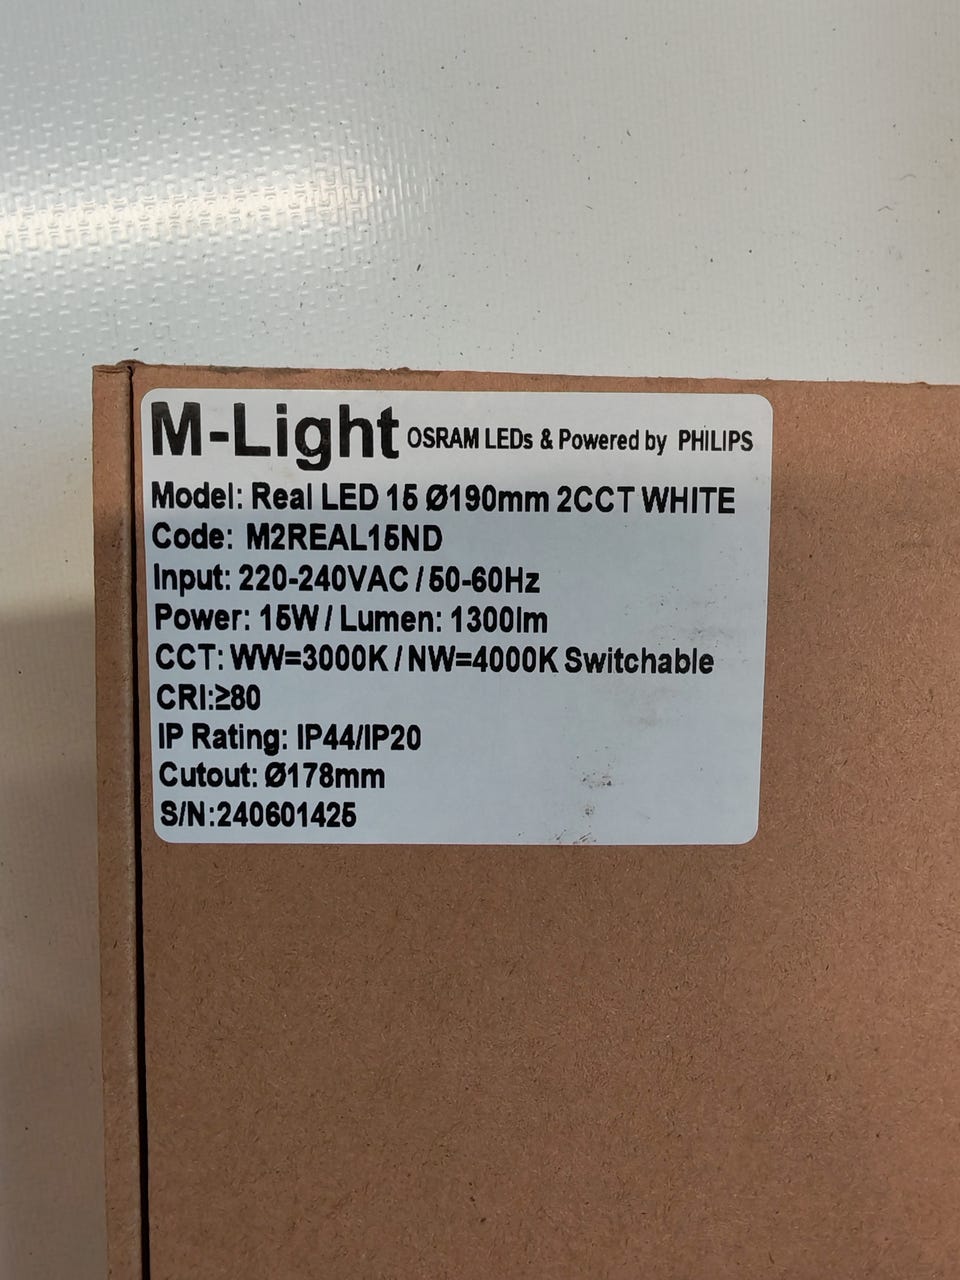 M-Light OSRAM LEDs & Powered by PHILIPS
Model: Real LED 15 Ø190mm 2CCT WHITE
Code: M2REAL15ND
Input: 220-240VAC / 50-60Hz
Power: 15W / Lumen: 1300lm
CCT: WW=3000K / NW=4000K Switchable
CRI:≥80
IP Rating: IP44/IP20
Cutout: Ø178mm
S/N:240601425